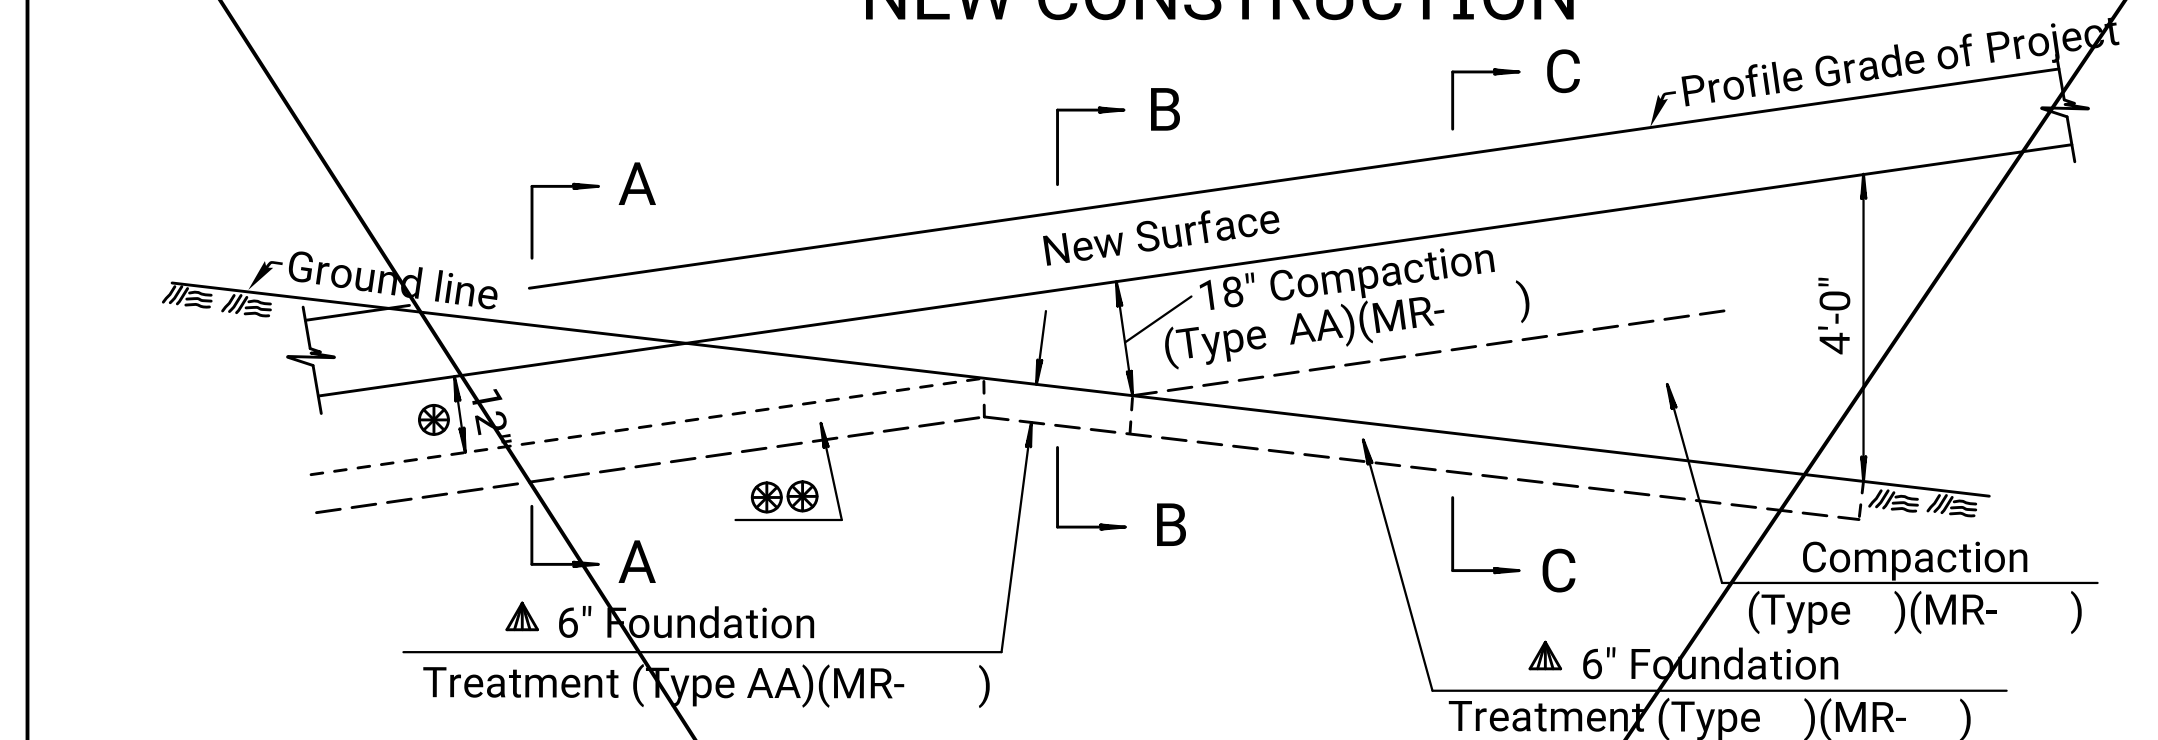 NEW CONSTRUCTION
C
Profile Grade of Project
B
A
New Surface
Ground line
18" Compaction
(Type AA)(MR- )
4'-0"
12"
B
A
C
Compaction
(Type )(MR- )
6" Foundation
Treatment (Type AA)(MR- )
6" Foundation
Treatment (Type )(MR- )